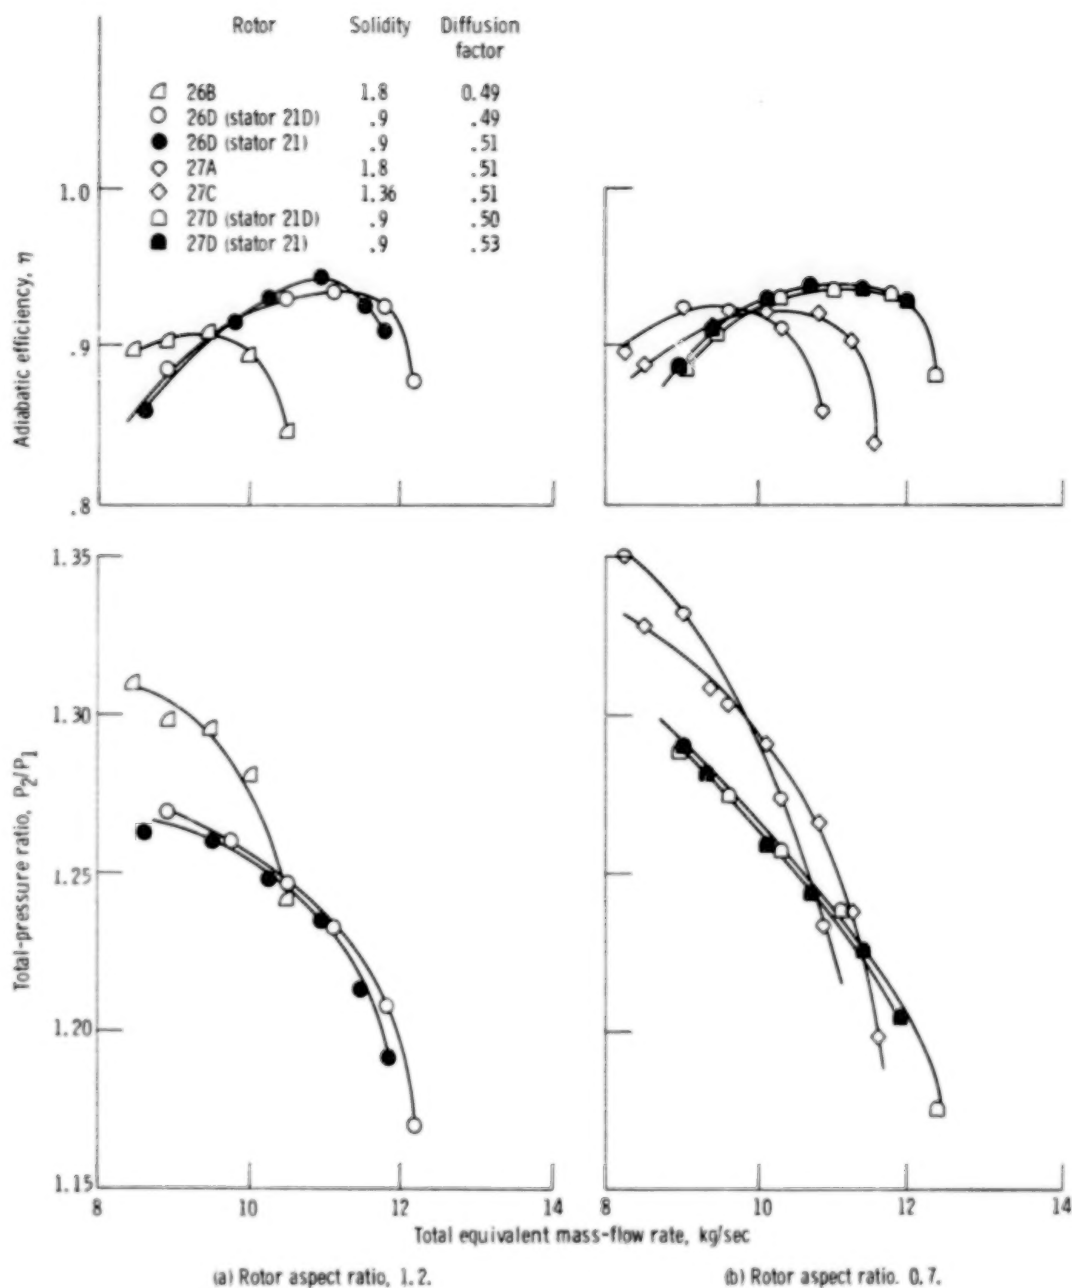 Rotor Solidity Diffusion factor
26B 1.8 0.49
26D (stator 21D) .9 .49
26D (stator 21) .9 .51
27A 1.8 .51
27C 1.36 .51
27D (stator 21D) .9 .50
27D (stator 21) .9 .53
Adiabatic efficiency, η
1.0
.9
.8
8 10 12 14
Total-pressure ratio, P2/P1
1.35
1.30
1.25
1.20
1.15
8 10 12 14
8 10 12 14
Total equivalent mass-flow rate, kg/sec
(a) Rotor aspect ratio, 1.2.
(b) Rotor aspect ratio. 0.7.